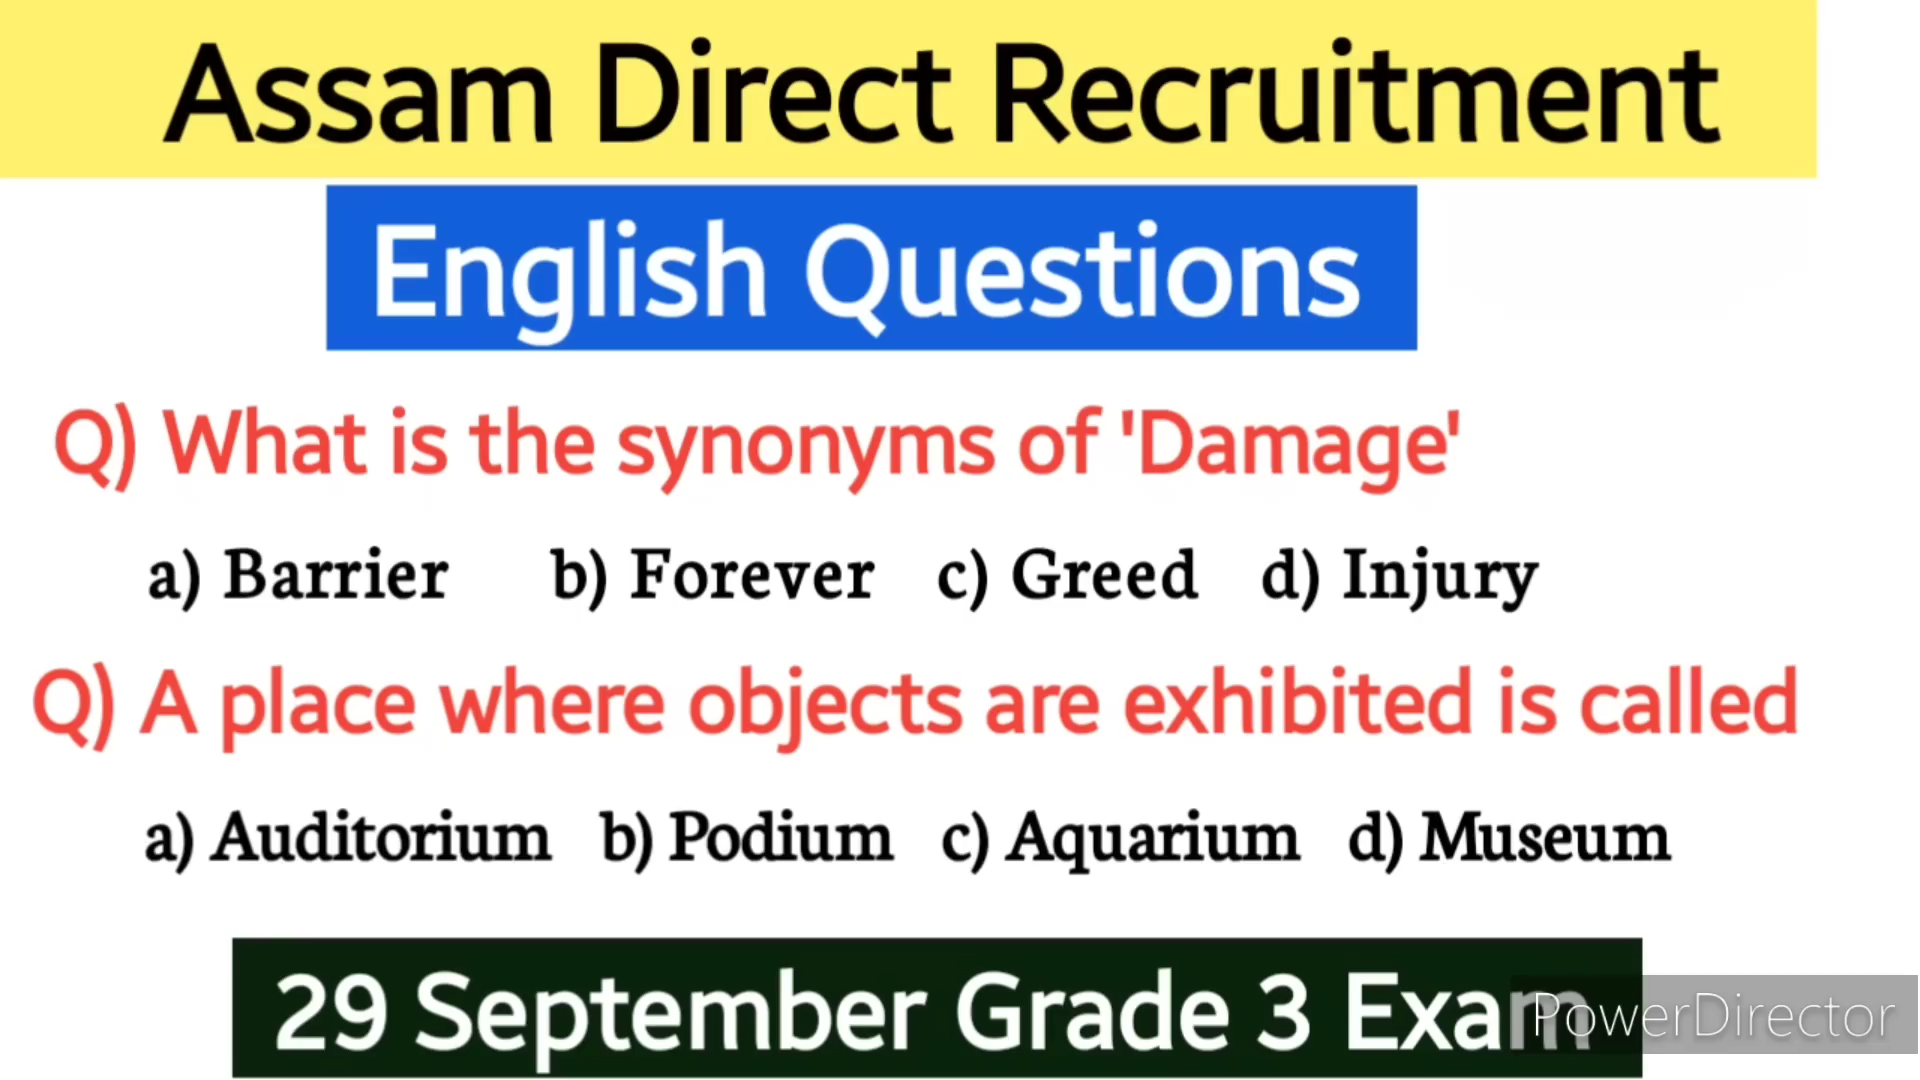 Assam Direct Recruitment
English Questions
Q) What is the synonyms of 'Damage'
a) Barrier b) Forever c) Greed d) Injury
Q) A place where objects are exhibited is called
a) Auditorium b) Podium c) Aquarium d) Museum
29 September Grade 3 Exam
PowerDirector